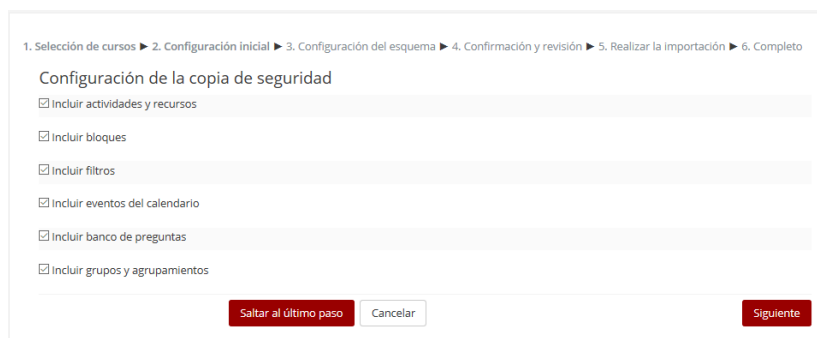 1. Selección de cursos ► 2. Configuración inicial ► 3. Configuración del esquema ► 4. Confirmación y revisión ► 5. Realizar la importación ► 6. Completo
Configuración de la copia de seguridad
Incluir actividades y recursos
Incluir bloques
Incluir filtros
Incluir eventos del calendario
Incluir banco de preguntas
Incluir grupos y agrupamientos
Saltar al último paso Cancelar Siguiente